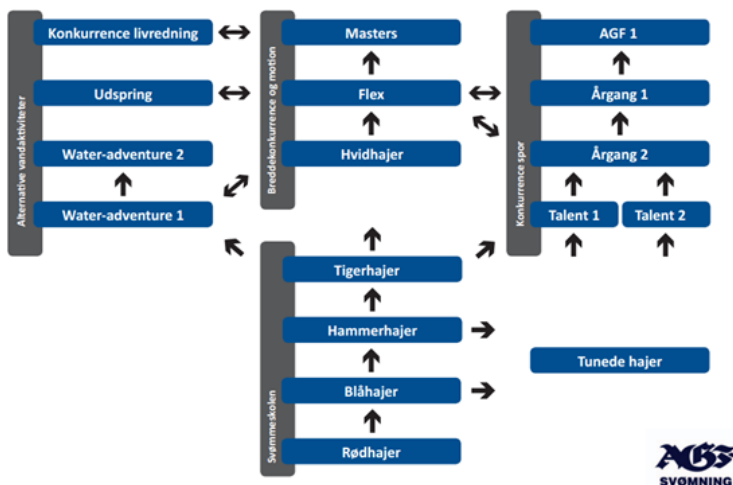 Alternative vandaktiviteter
Konkurrence livredning
Udspring
Water-adventure 2
Water-adventure 1
Breddekonkurrence og motion
Masters
Flex
Hvidhajer
Konkurrence spor
AGF 1
Årgang 1
Årgang 2
Talent 1
Talent 2
Svømmeskolen
Tigerhajer
Hammerhajer
Blåhajer
Rødhajer
Tunede hajer
AGF
SVØMNING